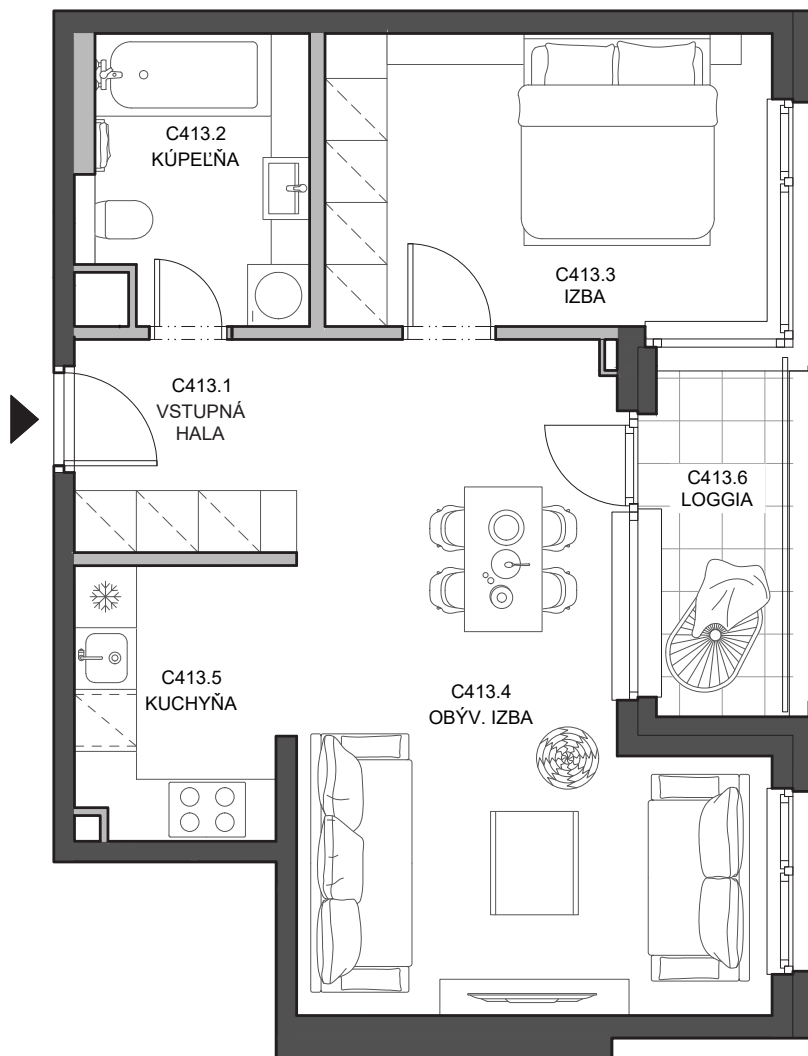 C413.2
KÚPEĽŇA
C413.3
IZBA
C413.1
VSTUPNÁ
HALA
C413.6
LOGGIA
C413.5
KUCHYŇA
C413.4
OBÝV. IZBA